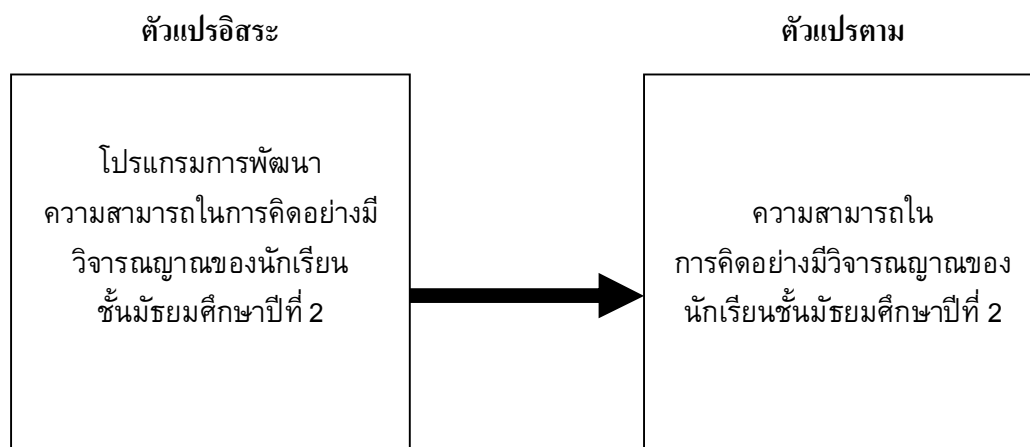 ตัวแปรอิสระ
ตัวแปรตาม
โปรแกรมการพัฒนา
ความสามารถในการคิดอย่างมี
วิจารณญาณของนักเรียน
ชั้นมัธยมศึกษาปีที่ 2
ความสามารถใน
การคิดอย่างมีวิจารณญาณของ
นักเรียนชั้นมัธยมศึกษาปีที่ 2